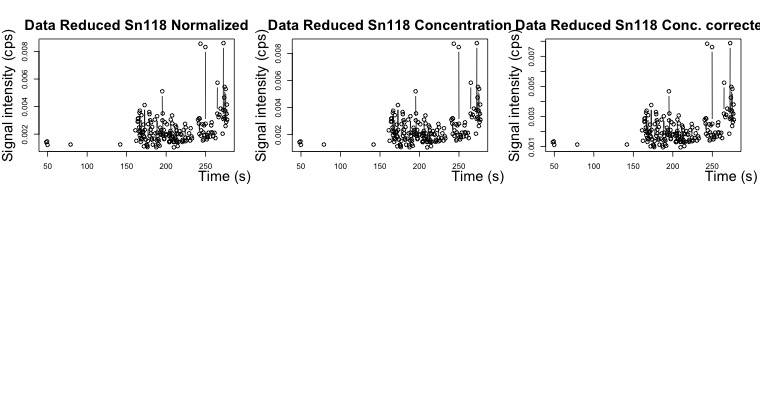 Data Reduced Sn118 Normalized
Signal intensity (cps)
0.002 0.004 0.006 0.008
50 100 150 200 250
Time (s)
Data Reduced Sn118 Concentration
Signal intensity (cps)
0.002 0.004 0.006 0.008
50 100 150 200 250
Time (s)
Data Reduced Sn118 Conc. correcte
Signal intensity (cps)
0.001 0.003 0.005 0.007
50 100 150 200 250
Time (s)